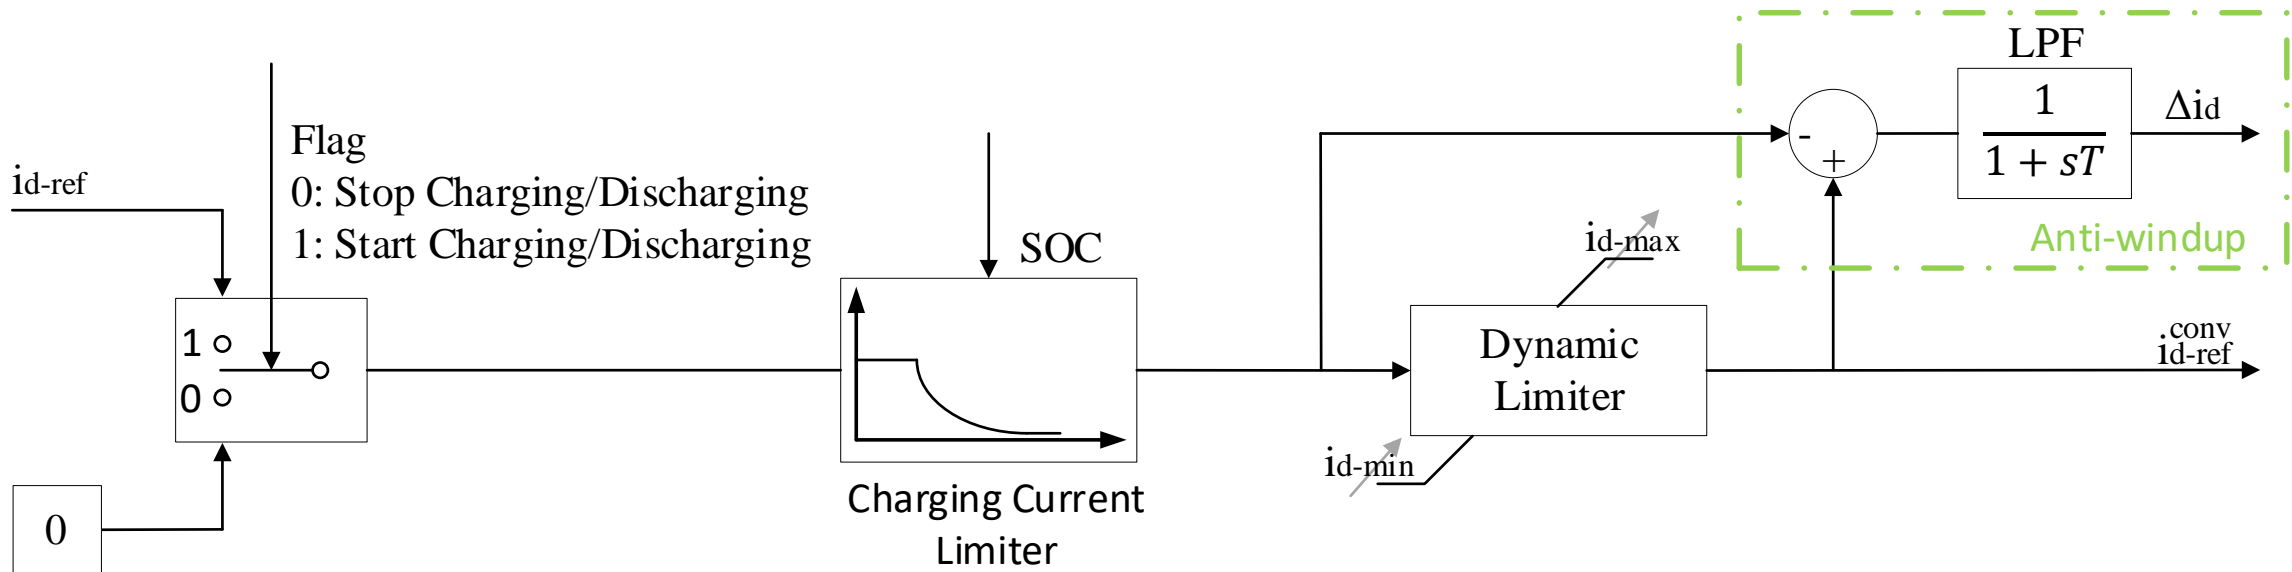 LPF
1
1 + sT
Δid
-
+
Anti-windup
Flag
0: Stop Charging/Discharging
1: Start Charging/Discharging
id-ref
SOC
id-max
1
0
Dynamic
Limiter
conv
id-ref
id-min
Charging Current
Limiter
0